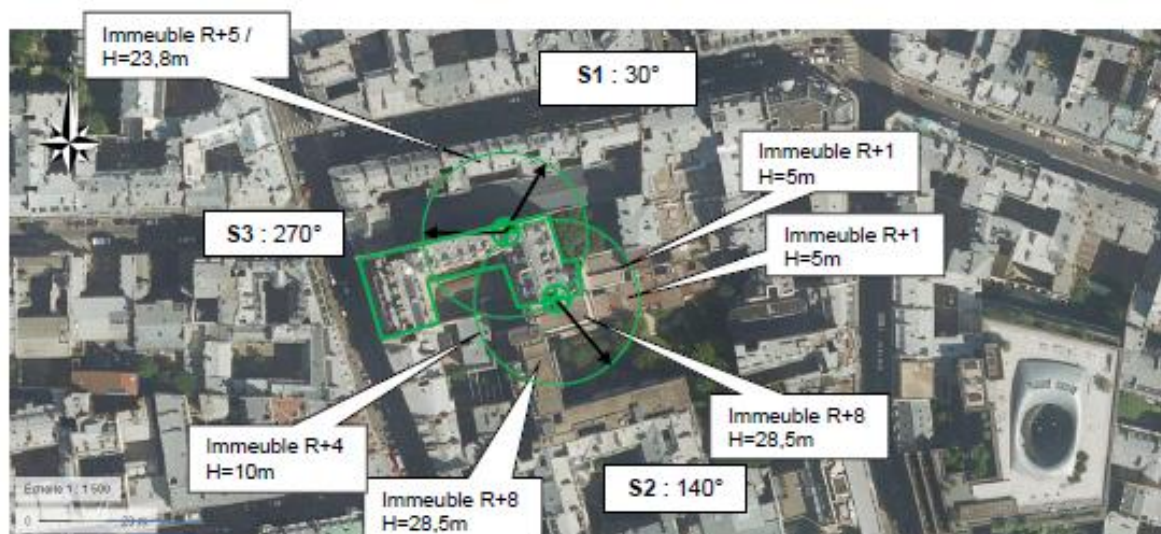 Immeuble R+5 /
H=23,8m
S1 : 30°
Immeuble R+1
H=5m
S3 : 270°
Immeuble R+1
H=5m
Immeuble R+4
H=10m
Immeuble R+8
H=28,5m
Immeuble R+8
H=28,5m
S2 : 140°
Échelle 1 : 1 500
0